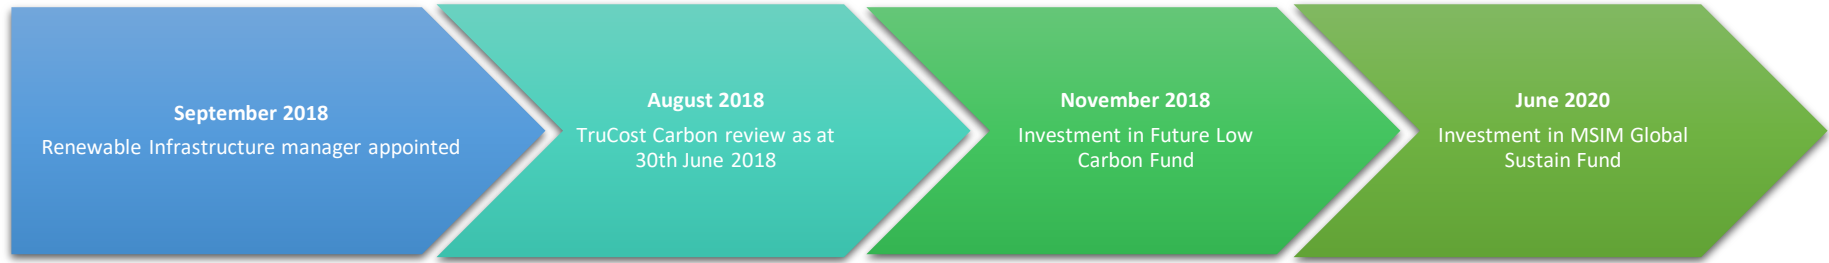 September 2018
Renewable Infrastructure manager appointed
August 2018
TruCost Carbon review as at
30th June 2018
November 2018
Investment in Future Low
Carbon Fund
June 2020
Investment in MSIM Global
Sustain Fund